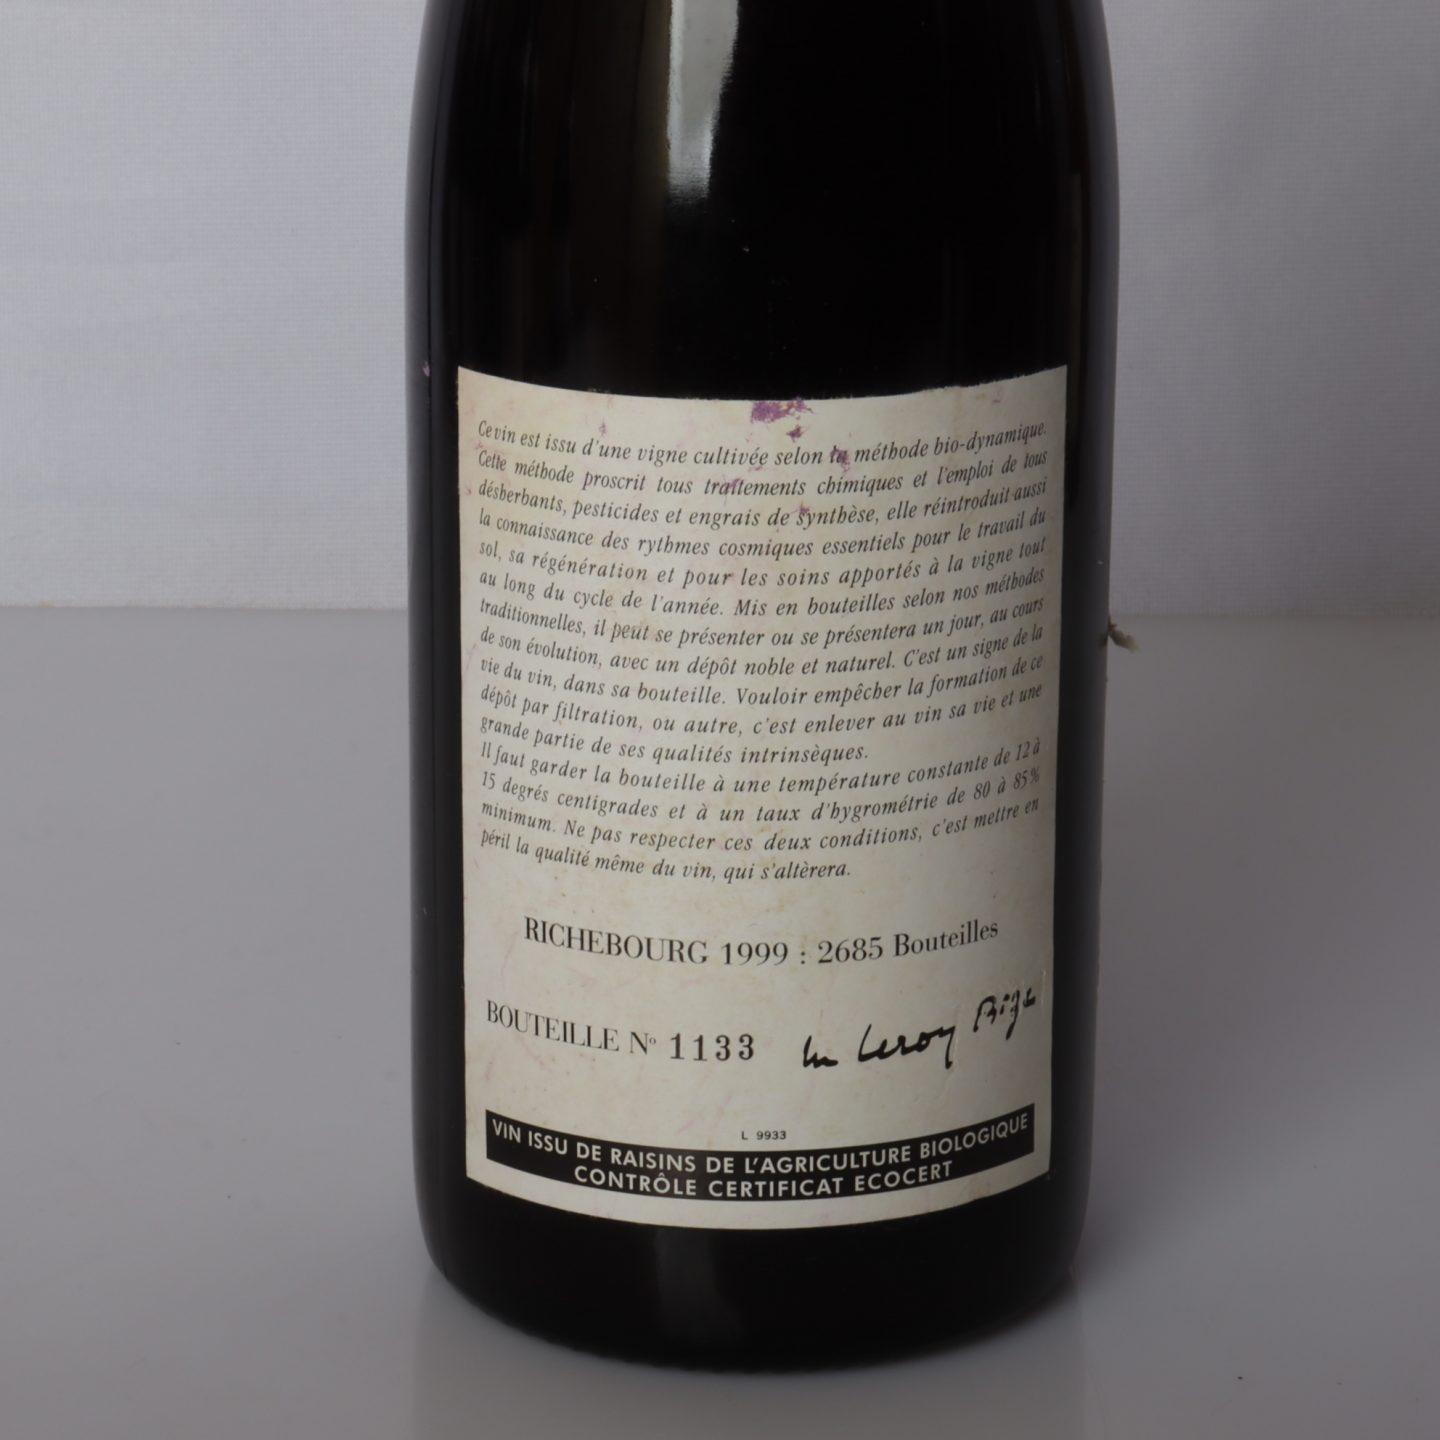 Ce vin est issu d'une vigne cultivée selon la méthode bio-dynamique.
Cette méthode proscrit tous traitements chimiques et l'emploi de tous
désherbants, pesticides et engrais de synthèse, elle réintroduit aussi
la connaissance des rythmes cosmiques essentiels pour le travail du
sol, sa régénération et pour les soins apportés à la vigne tout
au long du cycle de l'année. Mis en bouteilles selon nos méthodes
traditionnelles, il peut se présenter ou se présentera un jour, au cours
de son évolution, avec un dépôt noble et naturel. C'est un signe de la
vie du vin, dans sa bouteille. Vouloir empêcher la formation de ce
dépôt par filtration, ou autre, c'est enlever au vin sa vie et une
grande partie de ses qualités intrinsèques.
Il faut garder la bouteille à une température constante de 12 à
15 degrés centigrades et à un taux d'hygrométrie de 80 à 85%
minimum. Ne pas respecter ces deux conditions, c'est mettre en
péril la qualité même du vin, qui s'altèrera.
RICHEBOURG 1999 : 2685 Bouteilles
BOUTEILLE N° 1133
Leroy Bize
L 9933
VIN ISSU DE RAISINS DE L'AGRICULTURE BIOLOGIQUE
CONTRÔLE CERTIFICAT ECOCERT